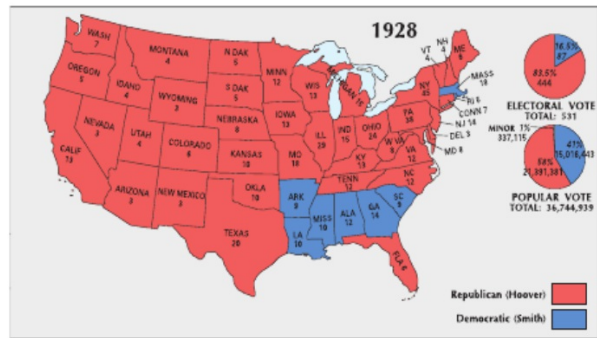 1928
WASH
7
OREGON
5
CALIF
13
NEVADA
3
IDAHO
4
MONTANA
4
WYOMING
3
UTAH
4
COLORADO
6
ARIZONA
3
NEW MEXICO
3
N DAK
5
S DAK
5
NEBRASKA
8
KANSAS
10
OKLA
10
TEXAS
20
MINN
12
IOWA
13
MO
18
ARK
9
LA
10
WIS
13
ILL
29
MICHIGAN 15
IND
15
OHIO
24
KY
13
TENN
12
MISS
10
ALA
12
GA
14
FLA 6
SC
9
NC
12
VA
12
W VA
8
PA
38
NY
45
VT
4
NH
4
ME
6
MASS
18
RI 5
CONN 7
NJ 14
DEL 3
MD 8
16.5%
87
83.5%
444
ELECTORAL VOTE
TOTAL: 531
MINOR 1%
337,115
41%
15,016,443
58%
21,391,381
POPULAR VOTE
TOTAL: 36,744,939
Republican (Hoover)
Democratic (Smith)